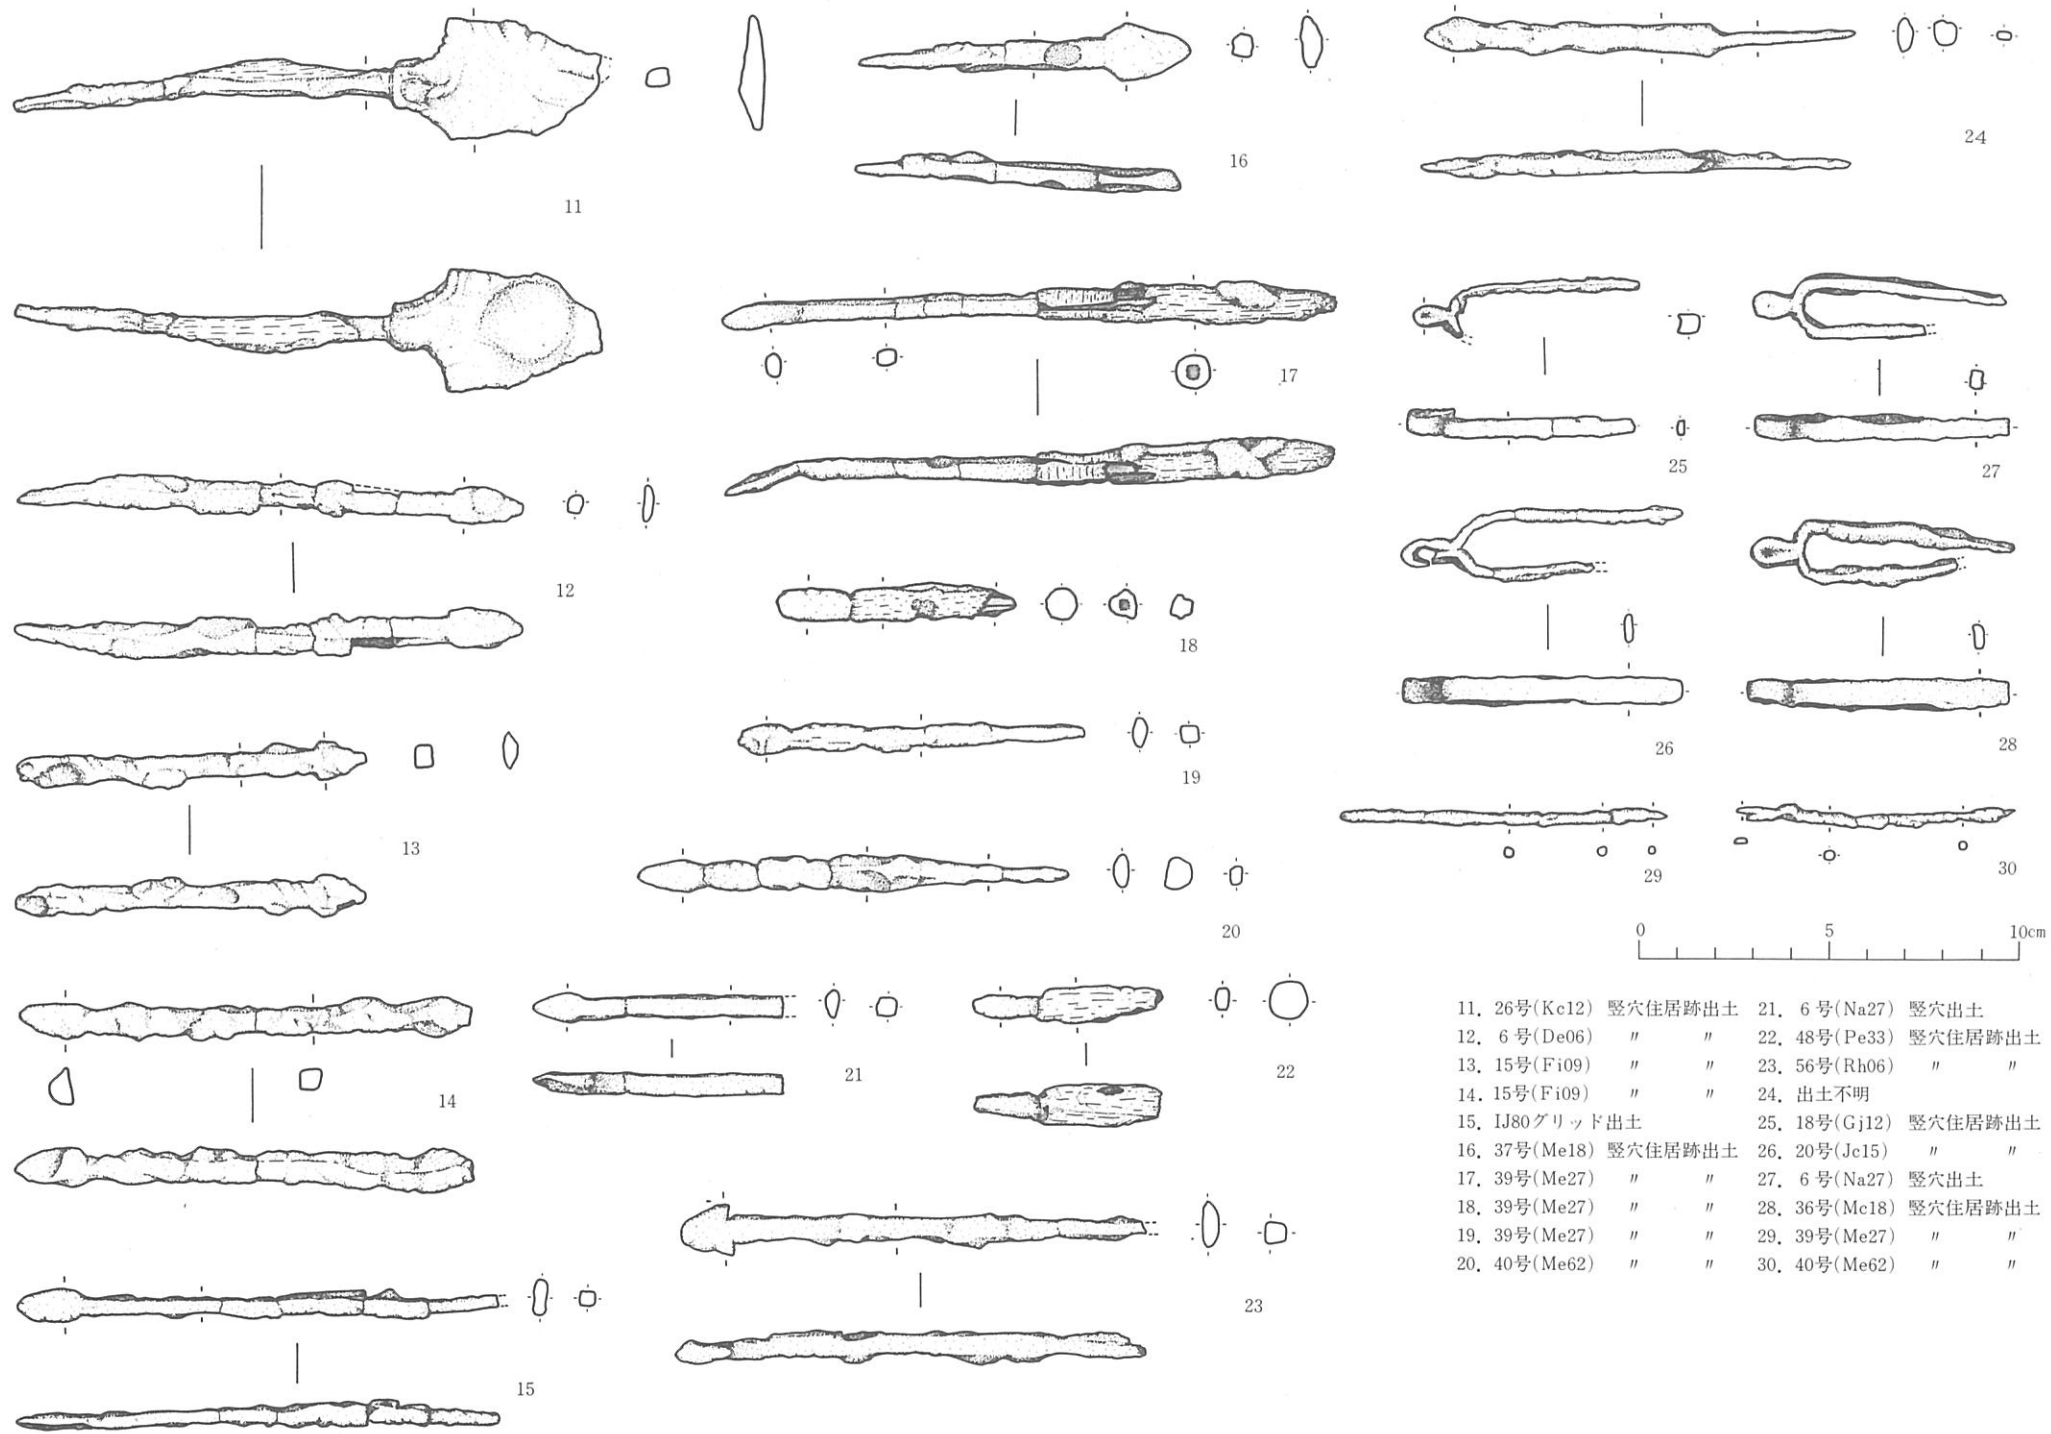 11
12
13
14
15
16
17
18
19
20
21
22
23
24
25
26
27
28
29
30
0 5 10cm
11. 26号(Kc12) 竪穴住居跡出土
12. 6号(De06) 〃 〃
13. 15号(Fi09) 〃 〃
14. 15号(Fi09) 〃 〃
15. IJ80グリッド出土
16. 37号(Me18) 竪穴住居跡出土
17. 39号(Me27) 〃 〃
18. 39号(Me27) 〃 〃
19. 39号(Me27) 〃 〃
20. 40号(Me62) 〃 〃
21. 6号(Na27) 竪穴出土
22. 48号(Pe33) 竪穴住居跡出土
23. 56号(Rh06) 〃 〃
24. 出土不明
25. 18号(Gj12) 竪穴住居跡出土
26. 20号(Jc15) 〃 〃
27. 6号(Na27) 竪穴出土
28. 36号(Mc18) 竪穴住居跡出土
29. 39号(Me27) 〃 〃
30. 40号(Me62) 〃 〃